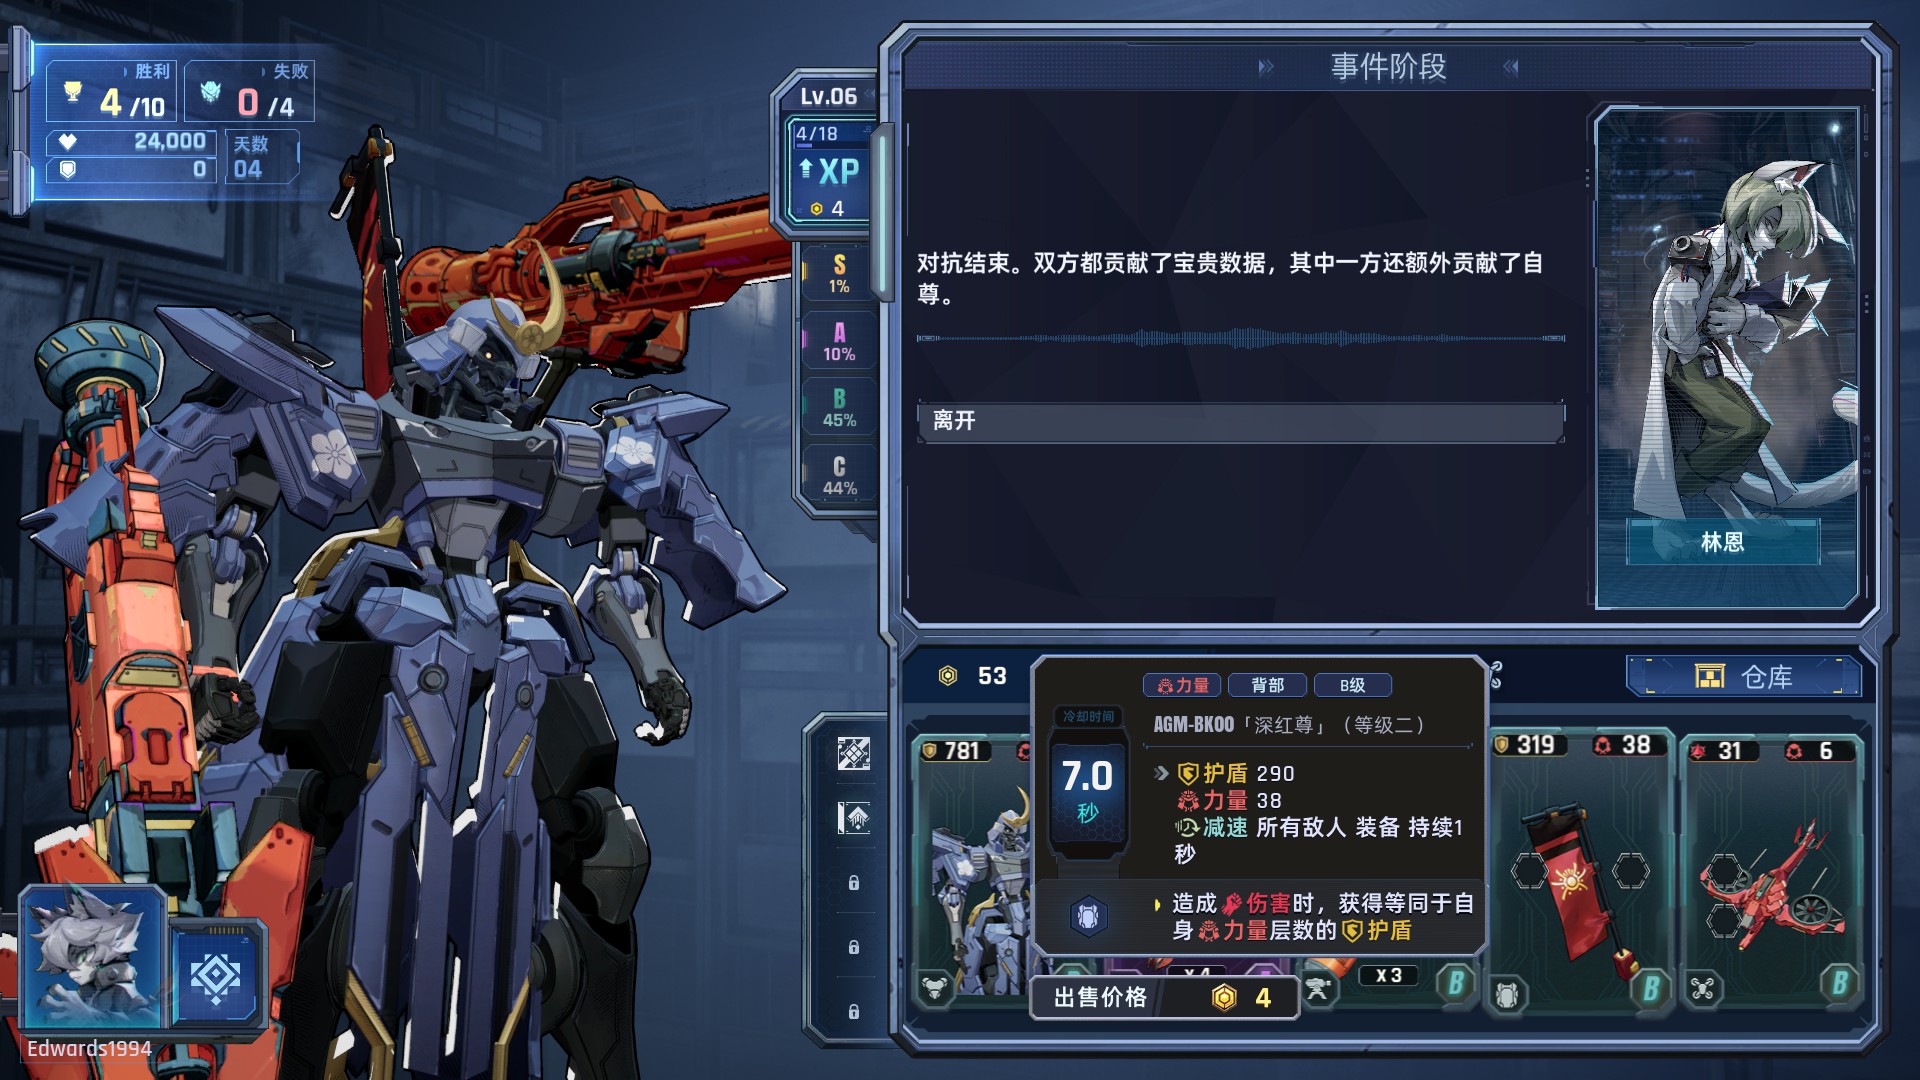 胜利
4 /10
失败
0 /4
24,000
0
天数
04
Lv.06
4/18
XP
4
S
1%
A
10%
B
45%
C
44%
事件阶段
对抗结束。双方都贡献了宝贵数据，其中一方还额外贡献了自
尊。
离开
林恩
53
仓库
力量
背部
B级
冷却时间
7.0
秒
AGM-BK00「深红尊」（等级二）
护盾 290
力量 38
减速 所有敌人 装备 持续1
秒
造成伤害时，获得等同于自
身力量层数的护盾
出售价格
4
781
319
38
31
6
x4
x3
B
B
B
Edwards1994